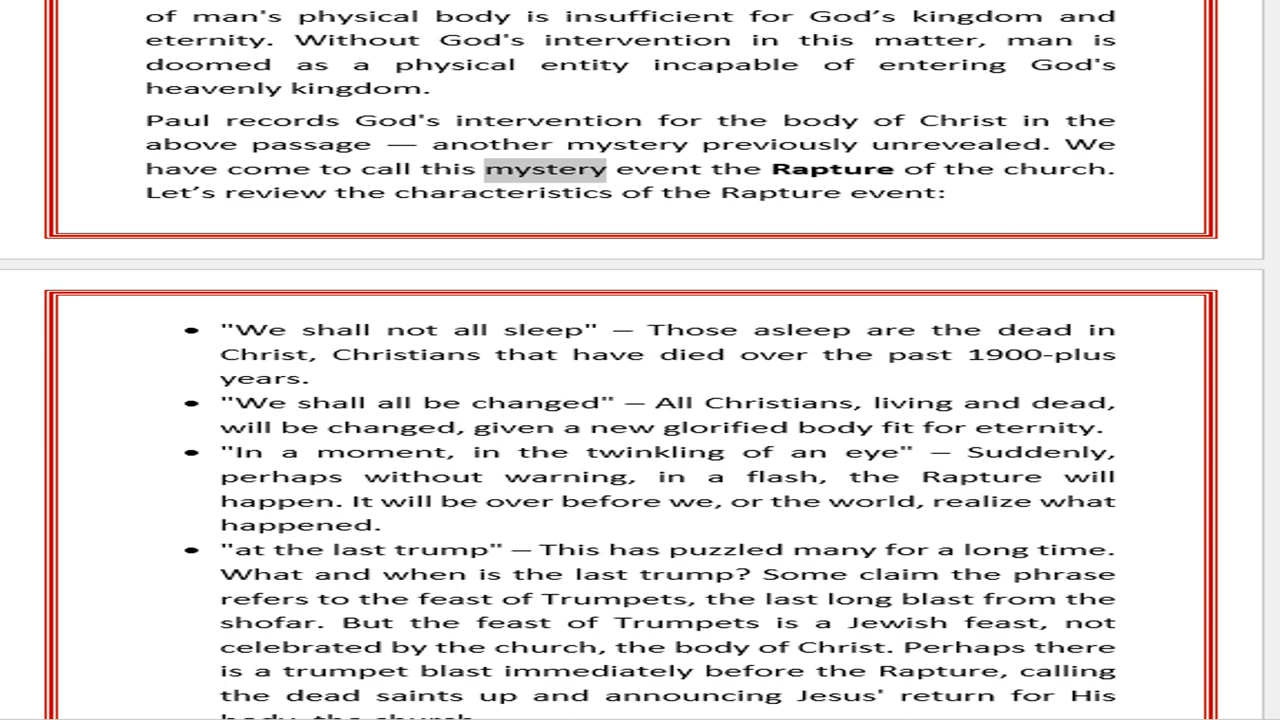 of man's physical body is insufficient for God’s kingdom and
eternity. Without God's intervention in this matter, man is
doomed as a physical entity incapable of entering God's
heavenly kingdom.
Paul records God's intervention for the body of Christ in the
above passage — another mystery previously unrevealed. We
have come to call this mystery event the Rapture of the church.
Let’s review the characteristics of the Rapture event:
• "We shall not all sleep" – Those asleep are the dead in
Christ, Christians that have died over the past 1900-plus
years.
• "We shall all be changed" – All Christians, living and dead,
will be changed, given a new glorified body fit for eternity.
• "In a moment, in the twinkling of an eye" – Suddenly,
perhaps without warning, in a flash, the Rapture will
happen. It will be over before we, or the world, realize what
happened.
• "at the last trump" – This has puzzled many for a long time.
What and when is the last trump? Some claim the phrase
refers to the feast of Trumpets, the last long blast from the
shofar. But the feast of Trumpets is a Jewish feast, not
celebrated by the church, the body of Christ. Perhaps there
is a trumpet blast immediately before the Rapture, calling
the dead saints up and announcing Jesus' return for His
body, the church.